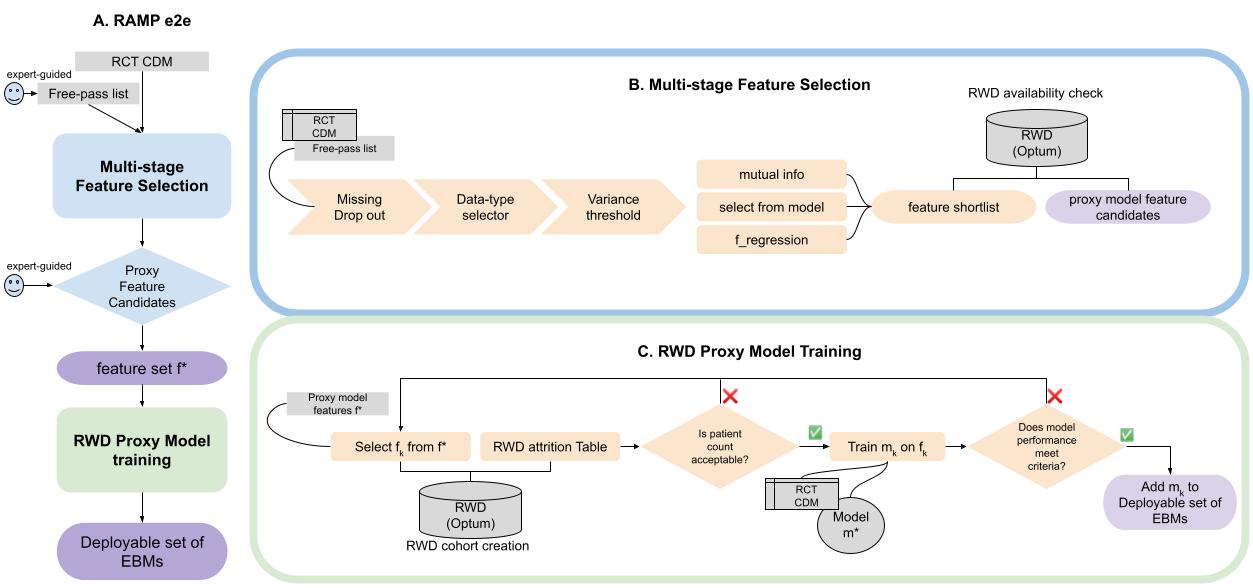 A. RAMP e2e
RCT CDM
expert-guided
Free-pass list
Multi-stage
Feature Selection
expert-guided
Proxy
Feature
Candidates
feature set f*
RWD Proxy Model
training
Deployable set of
EBMs
B. Multi-stage Feature Selection
RWD availability check
RCT
CDM
Free-pass list
Missing
Drop out
Data-type
selector
Variance
threshold
mutual info
select from model
f_regression
feature shortlist
RWD
(Optum)
proxy model feature
candidates
C. RWD Proxy Model Training
Proxy model
features f*
Select fk from f*
RWD attrition Table
RWD
(Optum)
RWD cohort creation
Is patient
count
acceptable?
Train mk on fk
RCT
CDM
Model
m*
Does model
performance
meet
criteria?
Add mk to
Deployable set of
EBMs